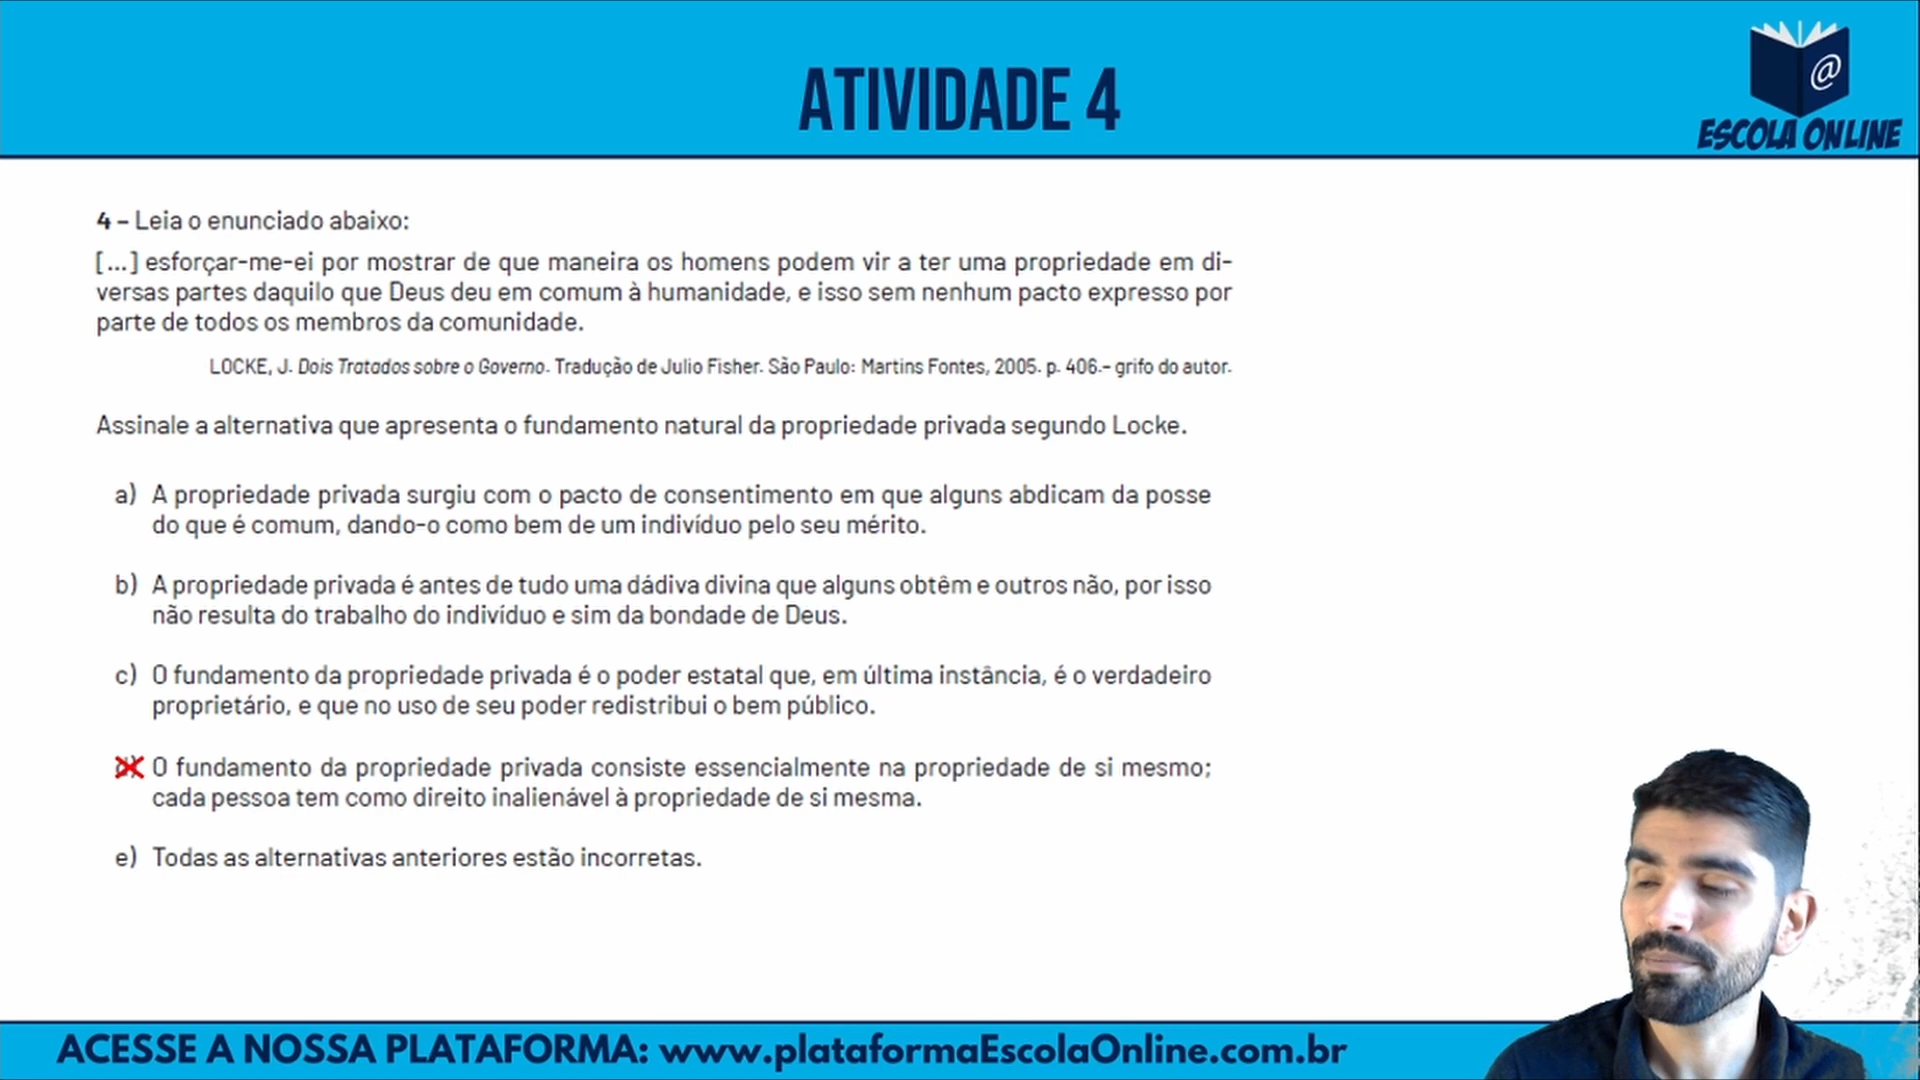 ATIVIDADE 4
@
ESCOLA ONLINE
4 – Leia o enunciado abaixo:
[...] esforçar-me-ei por mostrar de que maneira os homens podem vir a ter uma propriedade em di-
versas partes daquilo que Deus deu em comum à humanidade, e isso sem nenhum pacto expresso por
parte de todos os membros da comunidade.
LOCKE, J. Dois Tratados sobre o Governo. Tradução de Julio Fisher. São Paulo: Martins Fontes, 2005. p. 406.– grifo do autor.
Assinale a alternativa que apresenta o fundamento natural da propriedade privada segundo Locke.
a) A propriedade privada surgiu com o pacto de consentimento em que alguns abdicam da posse
do que é comum, dando-o como bem de um indivíduo pelo seu mérito.
b) A propriedade privada é antes de tudo uma dádiva divina que alguns obtêm e outros não, por isso
não resulta do trabalho do indivíduo e sim da bondade de Deus.
c) O fundamento da propriedade privada é o poder estatal que, em última instância, é o verdadeiro
proprietário, e que no uso de seu poder redistribui o bem público.
d) O fundamento da propriedade privada consiste essencialmente na propriedade de si mesmo;
cada pessoa tem como direito inalienável à propriedade de si mesma.
e) Todas as alternativas anteriores estão incorretas.
ACESSE A NOSSA PLATAFORMA: www.plataformaEscolaOnline.com.br